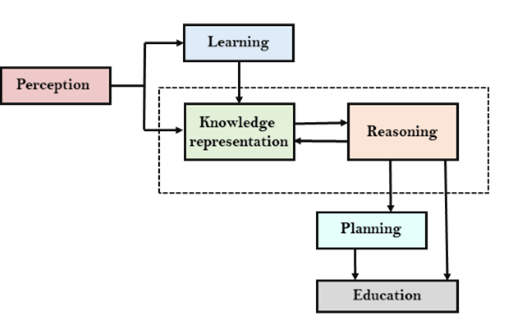 Learning
Perception
Knowledge
representation
Reasoning
Planning
Education